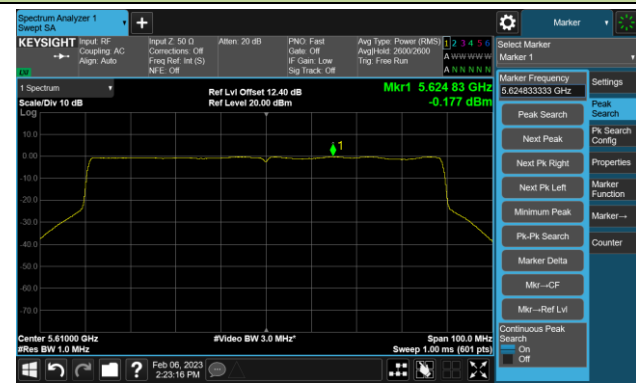 Spectrum Analyzer 1
Swept SA
+
Marker
KEYSIGHT
Input: RF
Coupling: AC
Align: Auto
Input Z: 50 Ω
Corrections: Off
Freq Ref: Int (S)
NFE: Off
Atten: 20 dB
PNO: Fast
Gate: Off
IF Gain: Low
Sig Track: Off
Avg Type: Power (RMS)
Avg|Hold: 2600/2600
Trig: Free Run
1 2 3 4 5 6
A W W W W W
A N N N N N
Select Marker
Marker 1
1 Spectrum
Scale/Div 10 dB
Log
Ref Lvl Offset 12.40 dB
Ref Level 20.00 dBm
Mkr1 5.624 83 GHz
-0.177 dBm
10.0
0.00
-10.0
-20.0
-30.0
-40.0
-50.0
-60.0
-70.0
1
Center 5.61000 GHz
#Res BW 1.0 MHz
#Video BW 3.0 MHz*
Span 100.0 MHz
Sweep 1.00 ms (601 pts)
Marker Frequency
5.624833333 GHz
Peak Search
Next Peak
Next Pk Right
Next Pk Left
Minimum Peak
Pk-Pk Search
Marker Delta
Mkr→CF
Mkr→Ref Lvl
Continuous Peak
Search
On
Off
Settings
Peak
Search
Pk Search
Config
Properties
Marker
Function
Marker→
Counter
?
Feb 06, 2023
2:23:16 PM